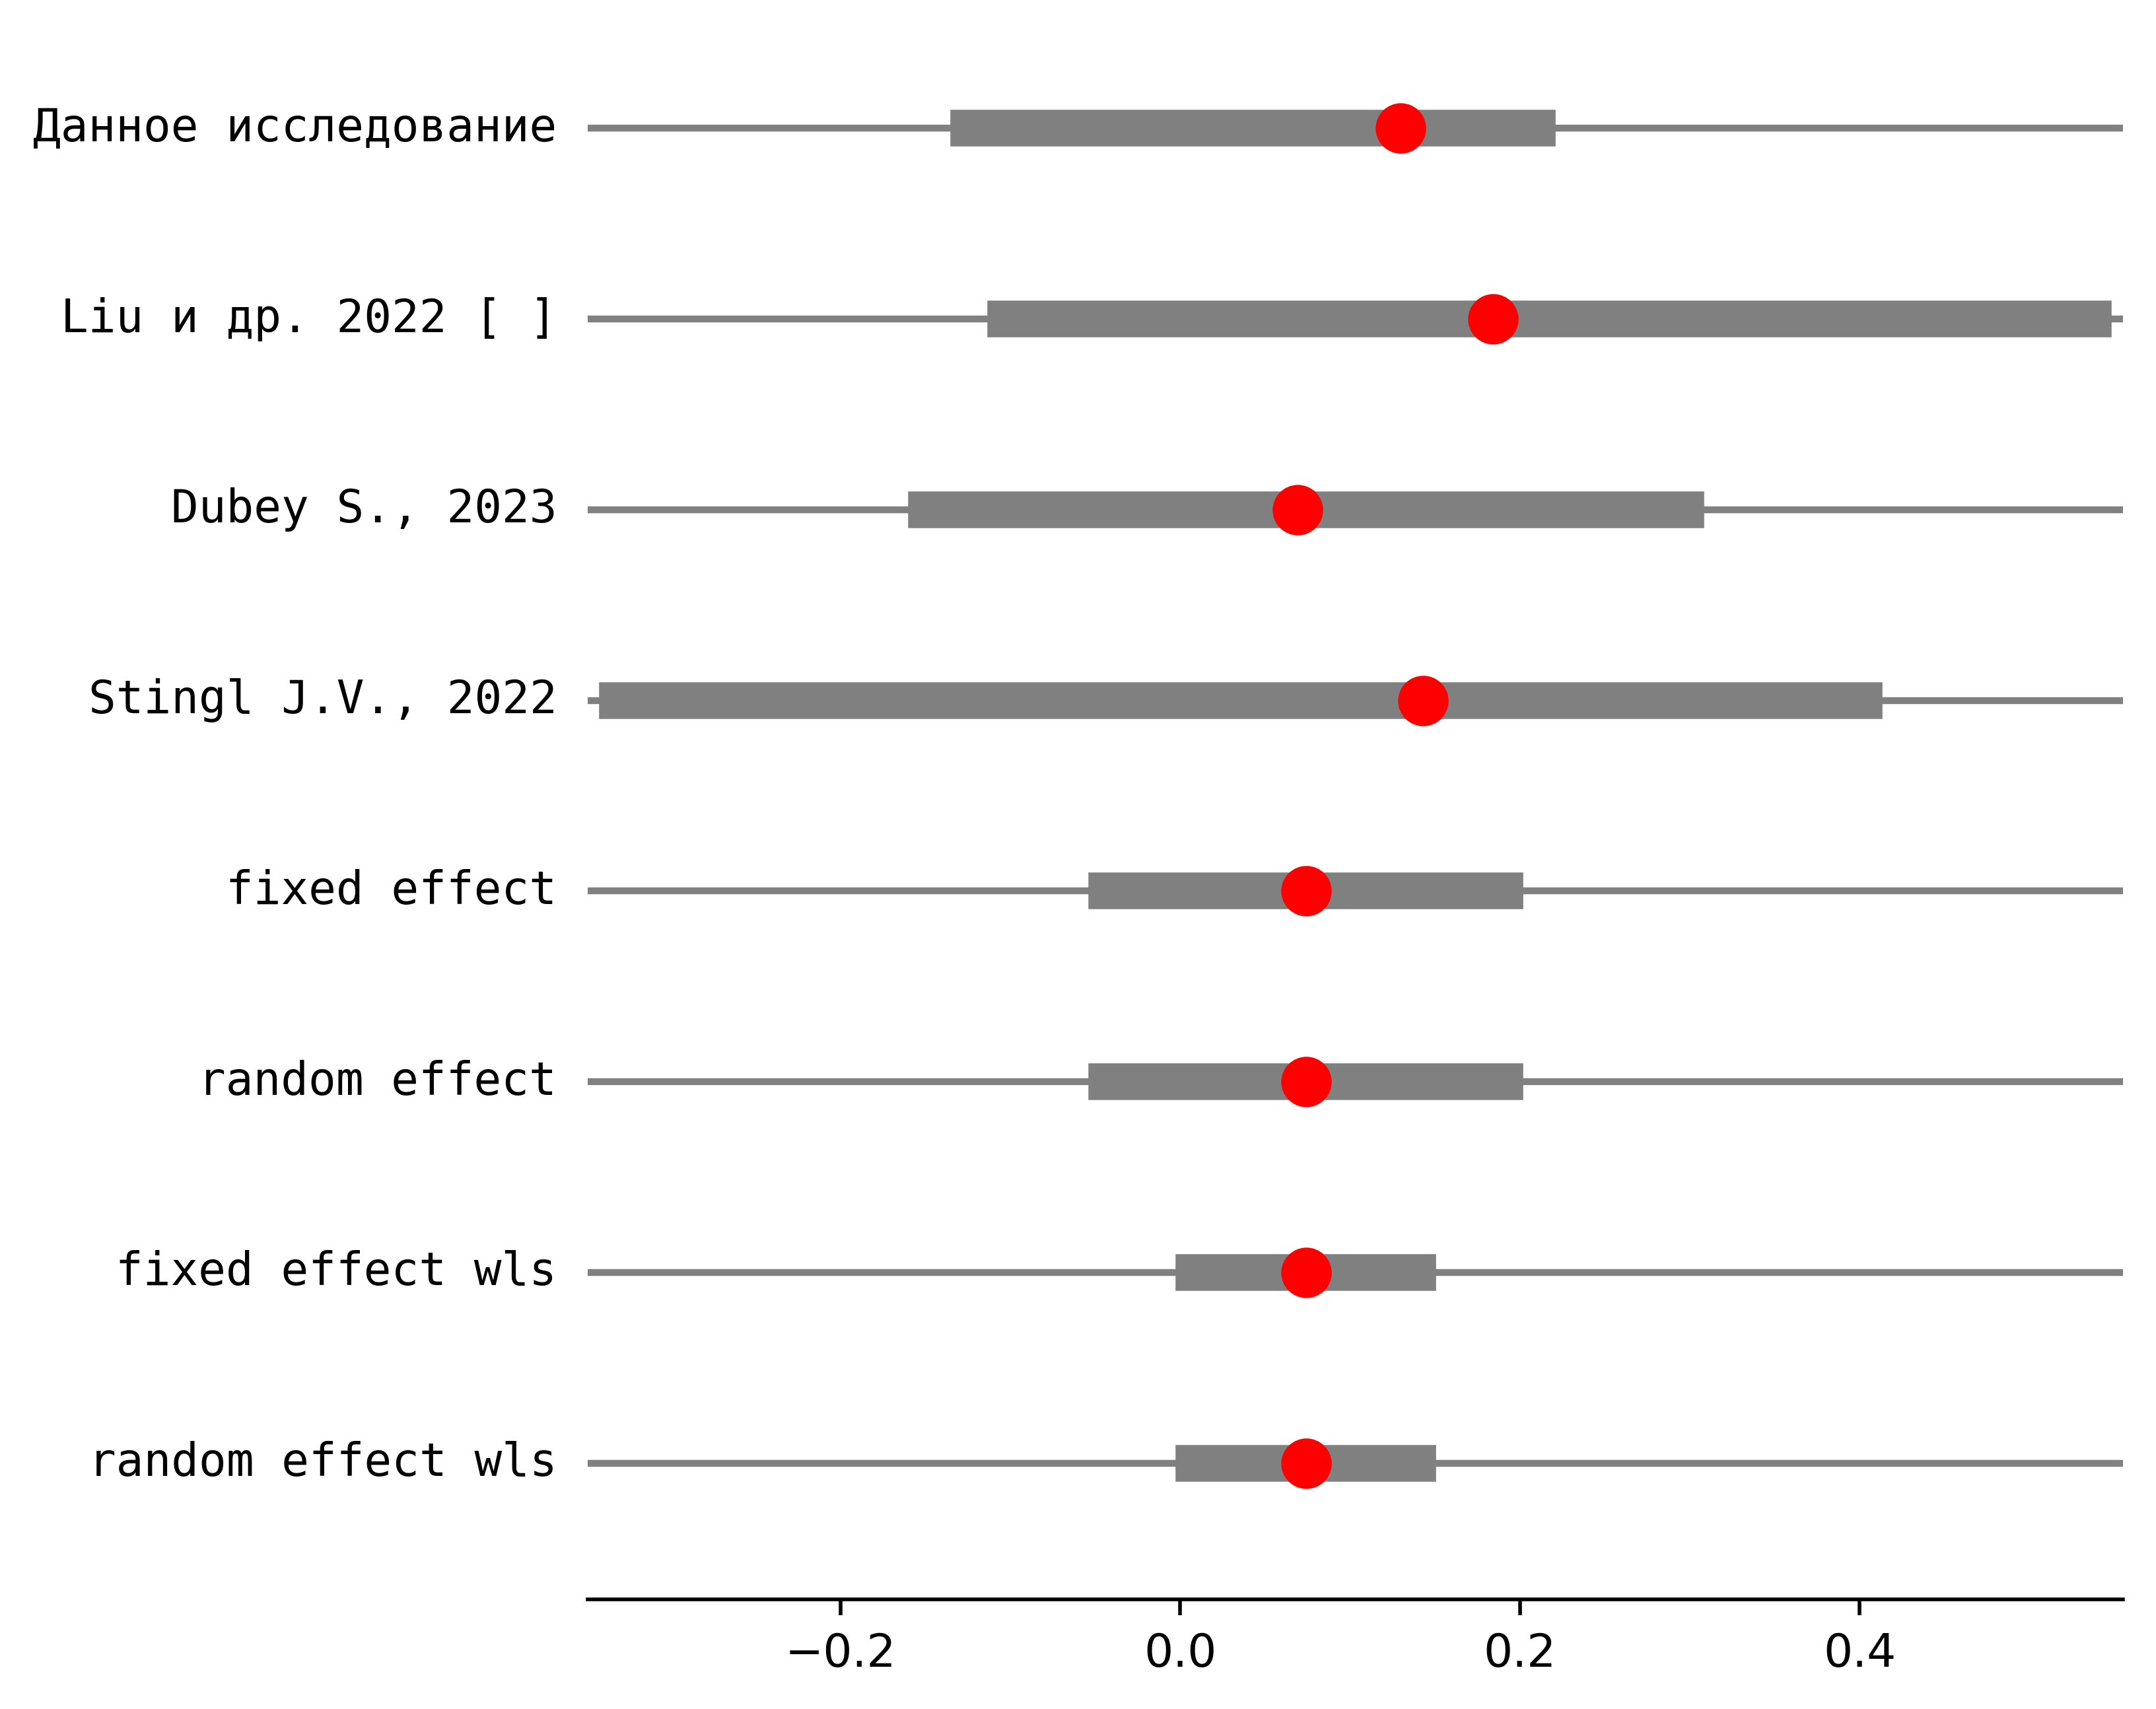 Данное исследование
Liu и др. 2022 [ ]
Dubey S., 2023
Stingl J.V., 2022
fixed effect
random effect
fixed effect wls
random effect wls
−0.2 0.0 0.2 0.4